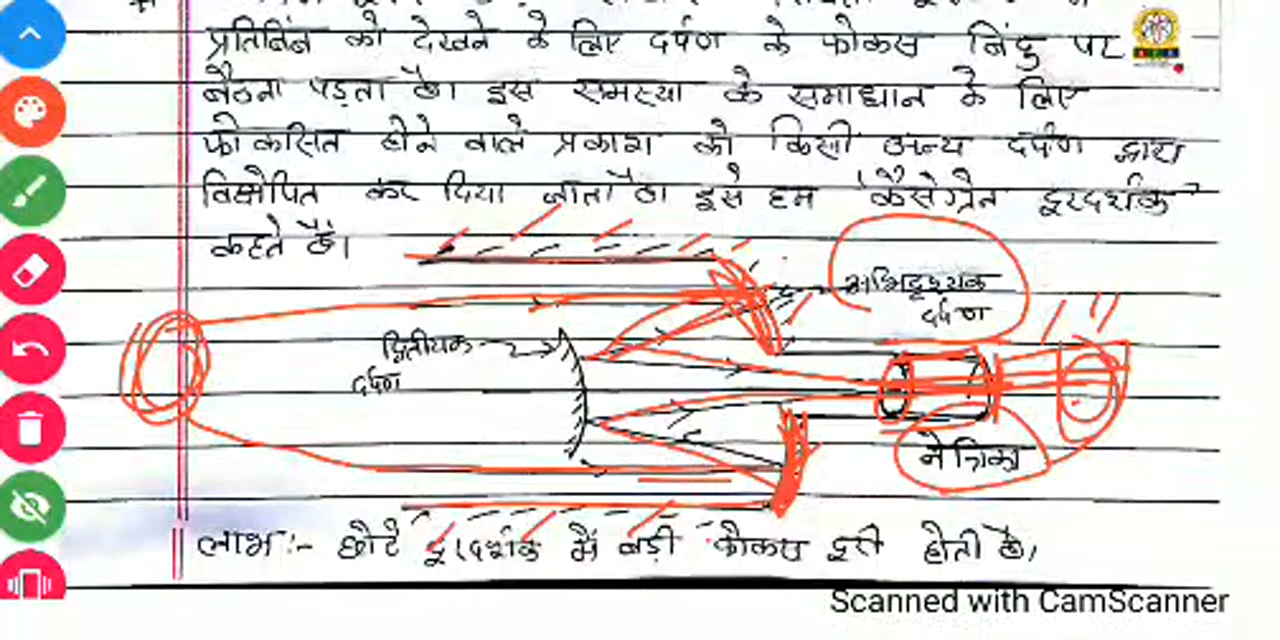 प्रतिबिंब को देखने के लिए दर्पण के फोकस बिंदु पर
बैठना पड़ता है। इस समस्या के समाधान के लिए
फोकसित होने वाले प्रकाश को किसी अन्य दर्पण द्वारा
विक्षेपित कर दिया जाता है। इसे हम "कैसेग्रेन दूरदर्शक"
कहते हैं।
अभिदृश्यक
दर्पण
द्वितीयक
दर्पण
नेत्रिका
लाभ :- छोटे दूरदर्शक में बड़ी फोकस दूरी होती है,
Scanned with CamScanner